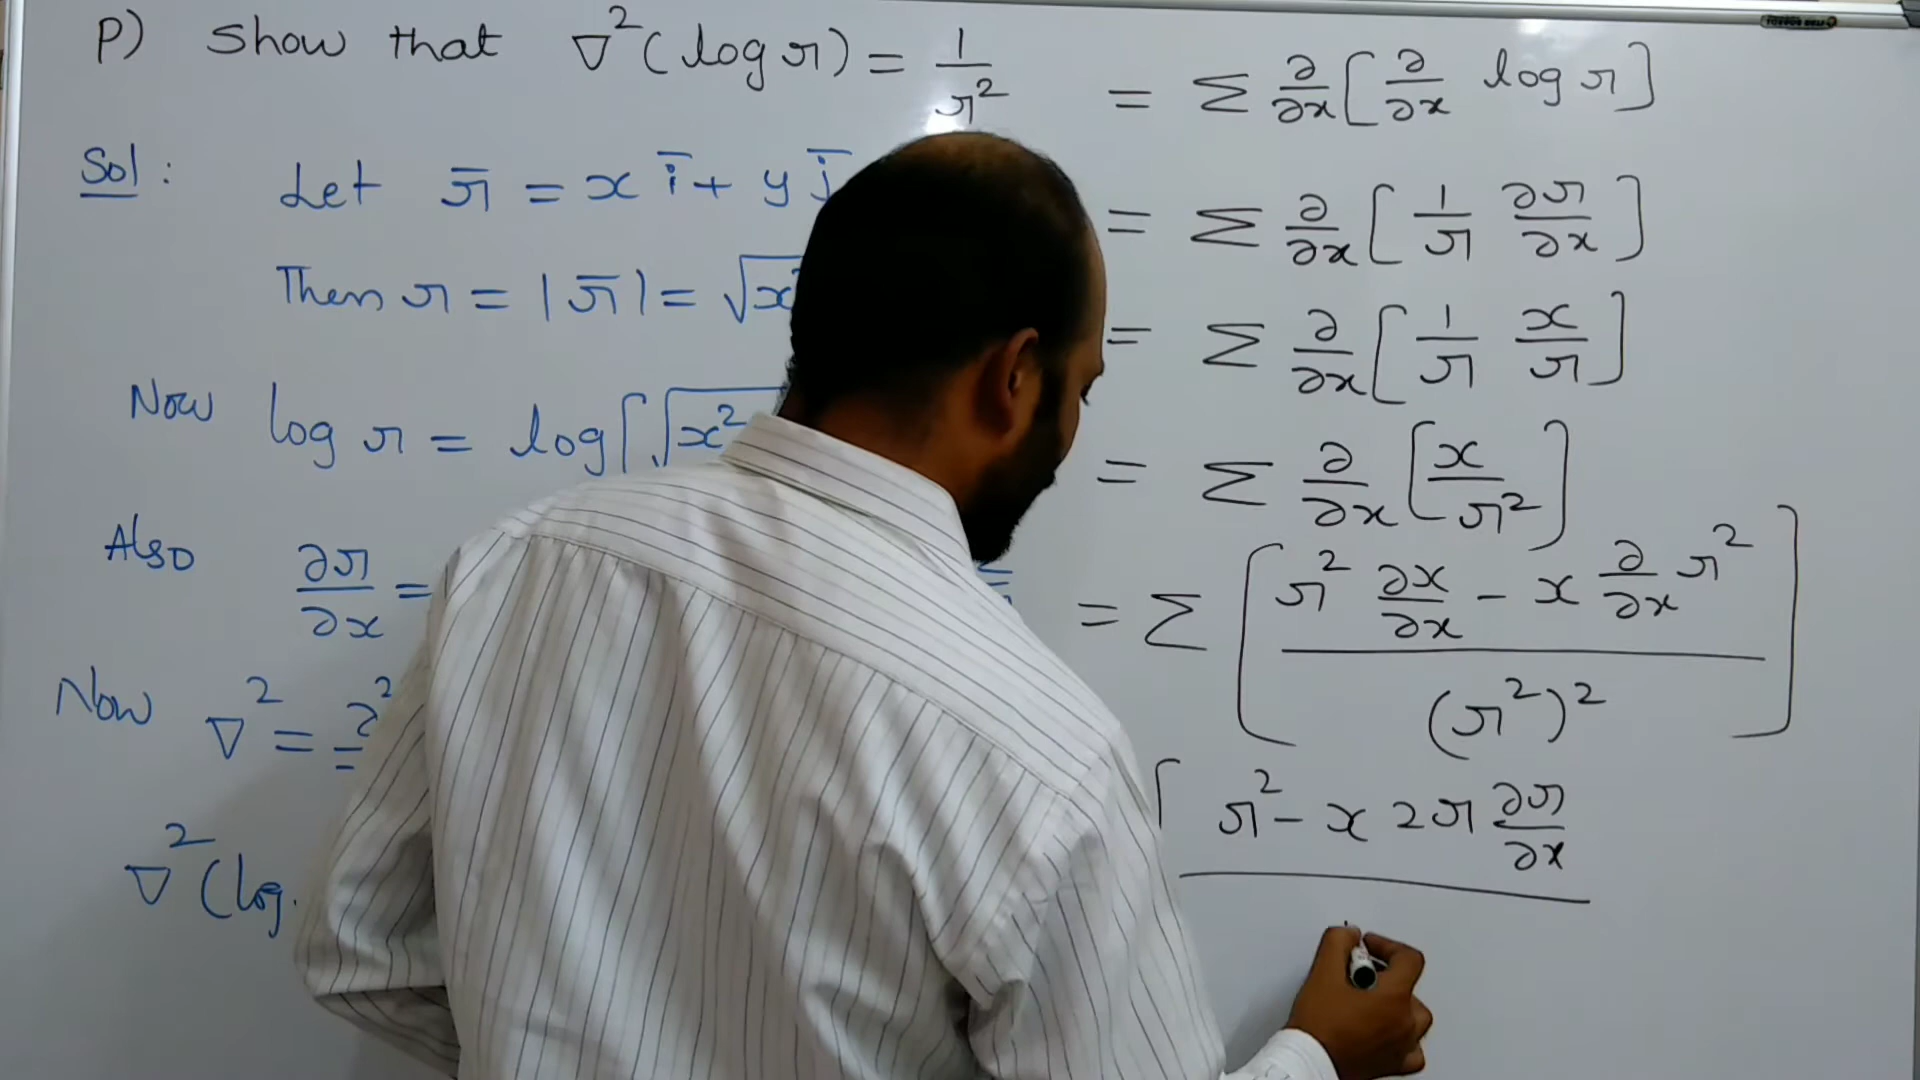 P) Show that ∇²(log r) = 1/r²
Sol: Let r̄ = x ī + y j̄
Then r = |r̄| = √x²
Now log r = log[√x²
Also ∂r/∂x =
Now ∇² = ∂²
∇²(log
= Σ ∂/∂x [∂/∂x log r]
= Σ ∂/∂x [1/r ∂r/∂x]
= Σ ∂/∂x [1/r x/r]
= Σ ∂/∂x [x/r²]
= Σ [(r² ∂x/∂x - x ∂/∂x r²)/(r²)²]
[r² - x 2r ∂r/∂x